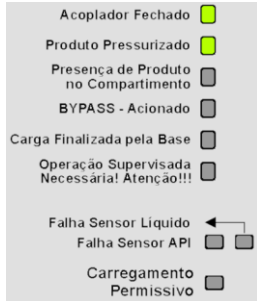 Acoplador Fechado
Produto Pressurizado
Presença de Produto
no Compartimento
BYPASS - Acionado
Carga Finalizada pela Base
Operação Supervisada
Necessária! Atenção!!!
Falha Sensor Líquido
Falha Sensor API
Carregamento
Permissivo